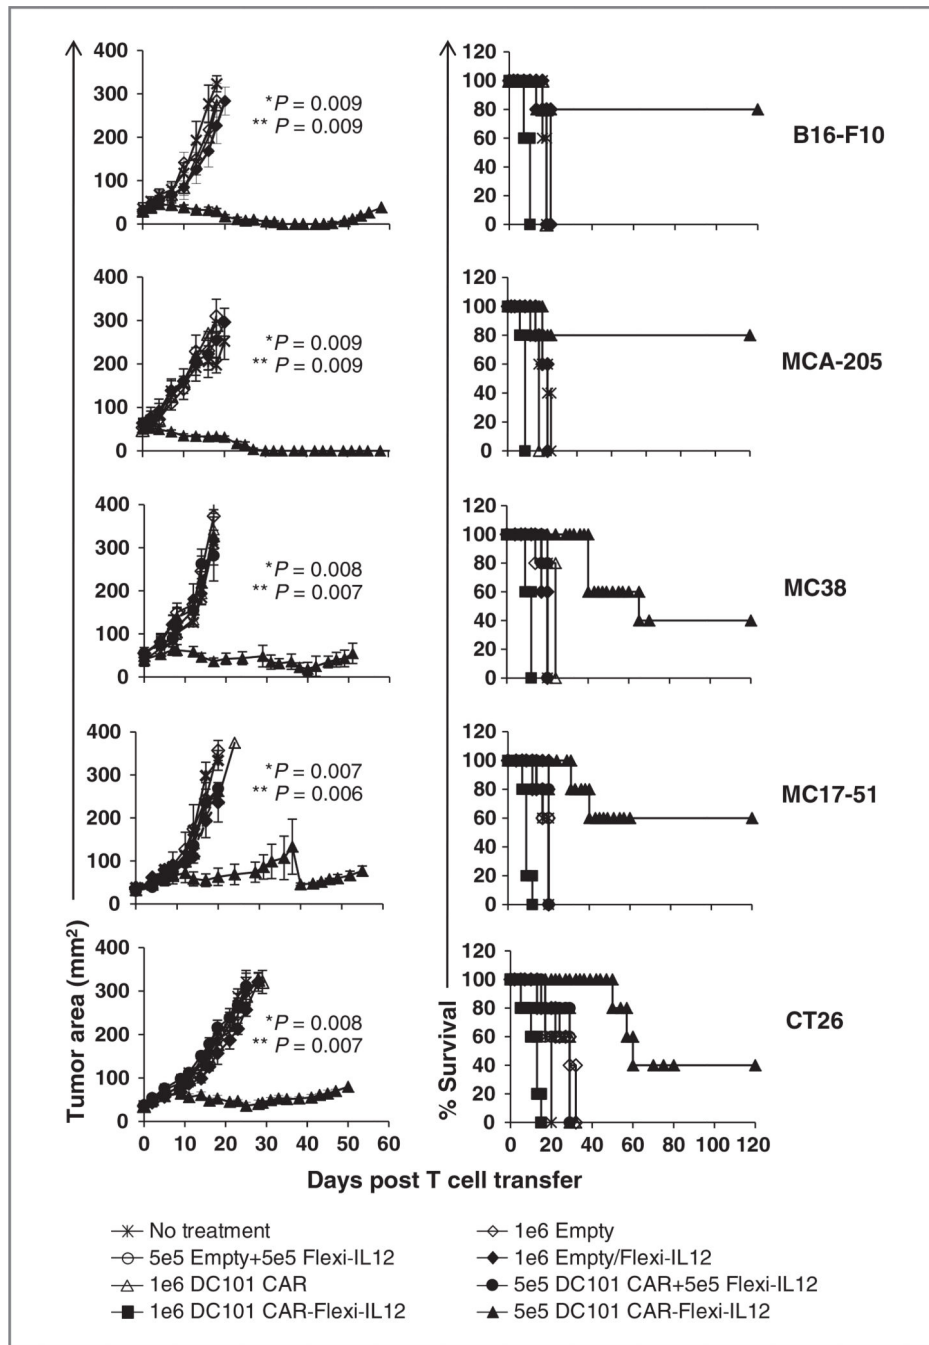 400
300
200
100
0
*P = 0.009
** P = 0.009
120
100
80
60
40
20
0
B16-F10
400
300
200
100
0
*P = 0.009
** P = 0.009
120
100
80
60
40
20
0
MCA-205
400
300
200
100
0
*P = 0.008
** P = 0.007
120
100
80
60
40
20
0
MC38
400
300
200
100
0
*P = 0.007
** P = 0.006
120
100
80
60
40
20
0
MC17-51
400
300
200
100
0
*P = 0.008
** P = 0.007
120
100
80
60
40
20
0
CT26
Tumor area (mm²)
% Survival
0 10 20 30 40 50 60
0 20 40 60 80 100 120
Days post T cell transfer
No treatment
5e5 Empty+5e5 Flexi-IL12
1e6 DC101 CAR
1e6 DC101 CAR-Flexi-IL12
1e6 Empty
1e6 Empty/Flexi-IL12
5e5 DC101 CAR+5e5 Flexi-IL12
5e5 DC101 CAR-Flexi-IL12